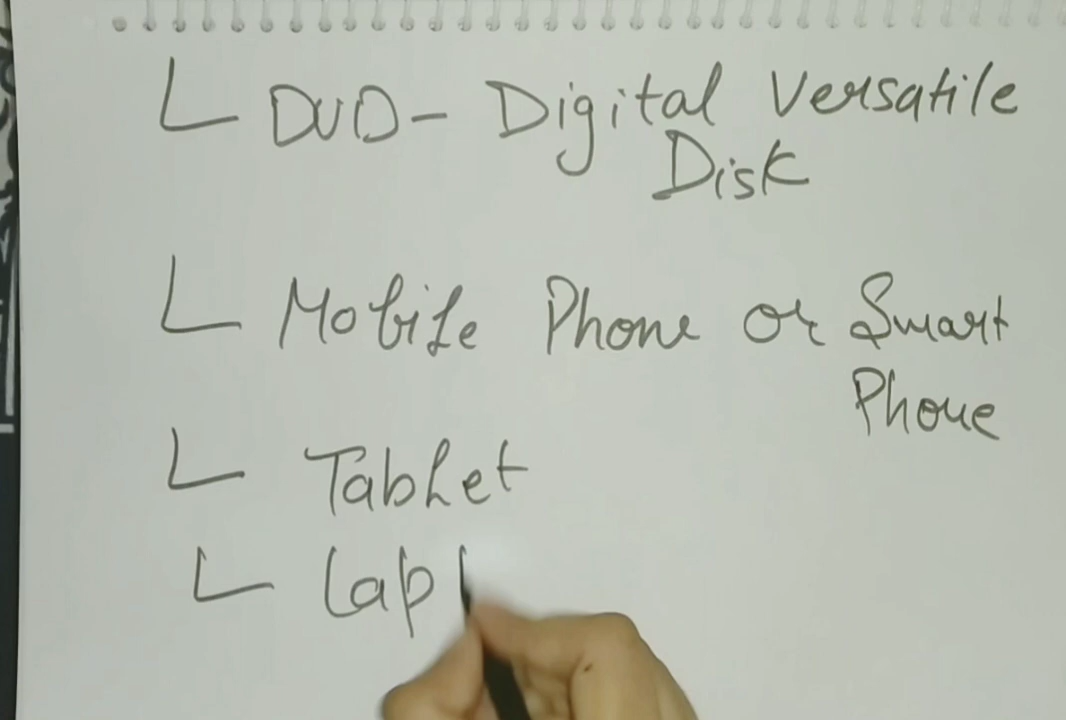 DVD - Digital Versatile
Disk
Mobile Phone or Smart
Phone
Tablet
Lap